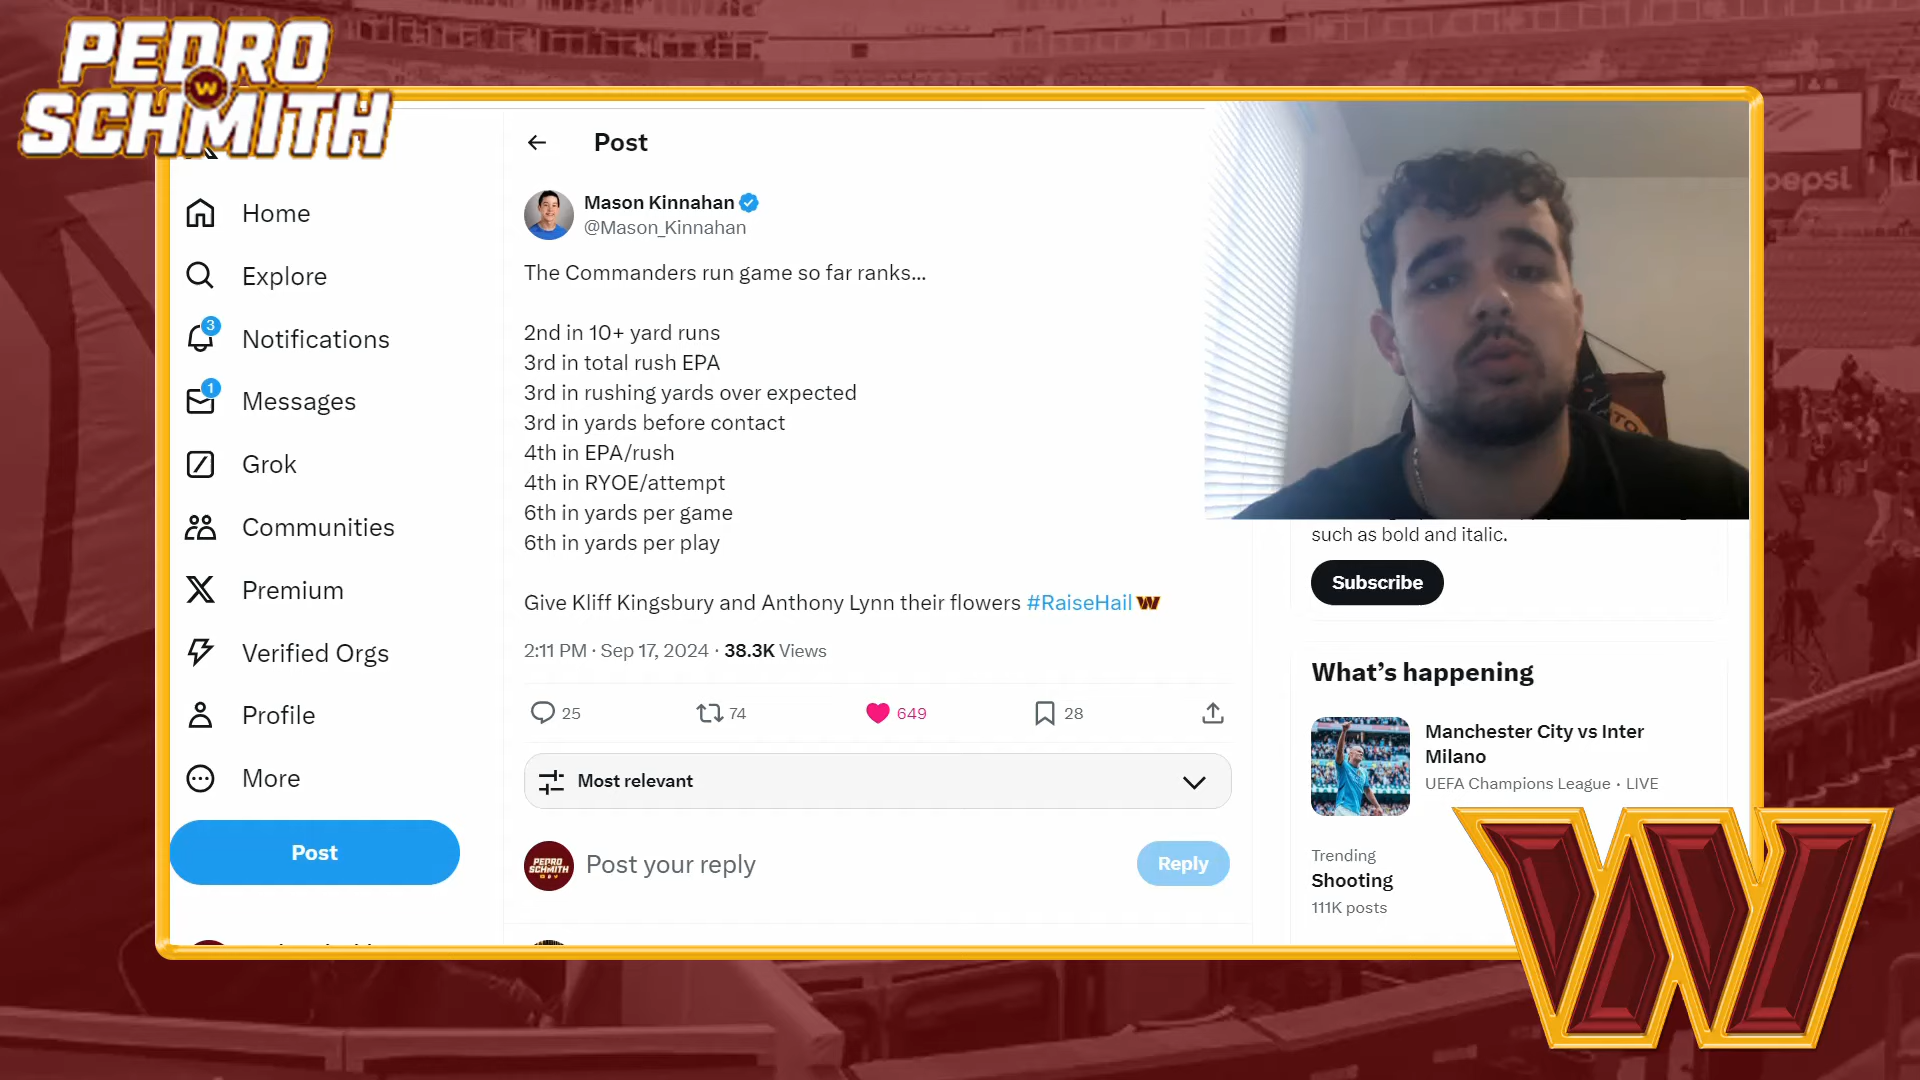 PEDRO
SCHMITH
W
Post
Mason Kinnahan
@Mason_Kinnahan
The Commanders run game so far ranks...
2nd in 10+ yard runs
3rd in total rush EPA
3rd in rushing yards over expected
3rd in yards before contact
4th in EPA/rush
4th in RYOE/attempt
6th in yards per game
6th in yards per play
Give Kliff Kingsbury and Anthony Lynn their flowers #RaiseHail
2:11 PM · Sep 17, 2024 · 38.3K Views
25 74 649 28
Most relevant
PEDRO
SCHMITH
Post your reply
Reply
Home
Explore
3
Notifications
1
Messages
Grok
Communities
Premium
Verified Orgs
Profile
More
Post
such as bold and italic.
Subscribe
What's happening
Manchester City vs Inter
Milano
UEFA Champions League · LIVE
Trending
Shooting
111K posts
pepsi
W